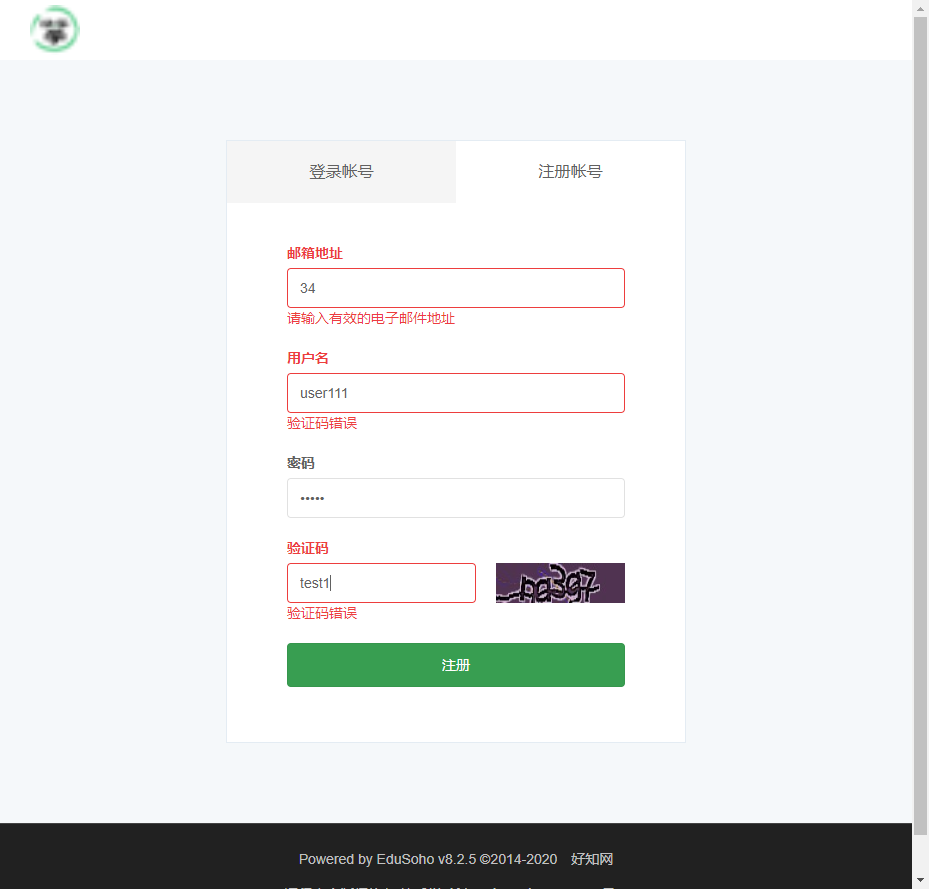 登录帐号
注册帐号
邮箱地址
34
请输入有效的电子邮件地址
用户名
user111
验证码错误
密码
•••••
验证码
test1
验证码错误
注册
Powered by EduSoho v8.2.5 ©2014-2020 好知网